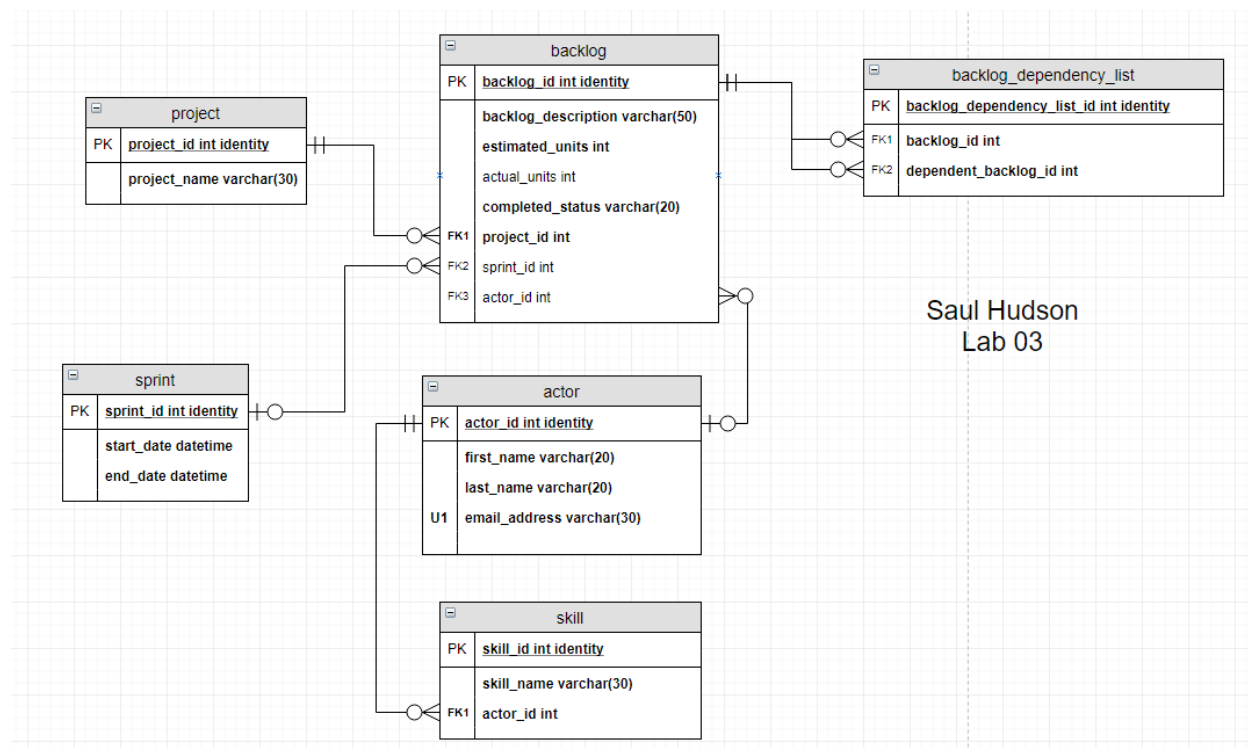 backlog
PK backlog_id int identity
backlog_description varchar(50)
estimated_units int
actual_units int
completed_status varchar(20)
FK1 project_id int
FK2 sprint_id int
FK3 actor_id int
backlog_dependency_list
PK backlog_dependency_list_id int identity
FK1 backlog_id int
FK2 dependent_backlog_id int
project
PK project_id int identity
project_name varchar(30)
Saul Hudson
Lab 03
sprint
PK sprint_id int identity
start_date datetime
end_date datetime
actor
PK actor_id int identity
first_name varchar(20)
last_name varchar(20)
U1 email_address varchar(30)
skill
PK skill_id int identity
skill_name varchar(30)
FK1 actor_id int